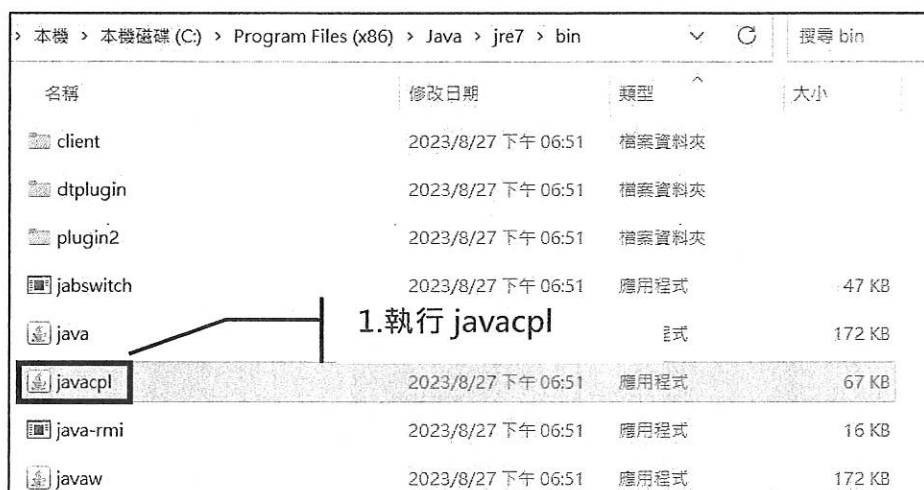 › 本機 › 本機磁碟 (C:) › Program Files (x86) › Java › jre7 › bin 搜尋 bin
名稱 修改日期 類型 大小
client 2023/8/27 下午 06:51 檔案資料夾
dtplugin 2023/8/27 下午 06:51 檔案資料夾
plugin2 2023/8/27 下午 06:51 檔案資料夾
jabswitch 2023/8/27 下午 06:51 應用程式 47 KB
1.執行 javacpl
java 程式 172 KB
javacpl 2023/8/27 下午 06:51 應用程式 67 KB
java-rmi 2023/8/27 下午 06:51 應用程式 16 KB
javaw 2023/8/27 下午 06:51 應用程式 172 KB